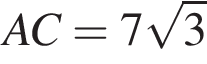 AC = 7√3